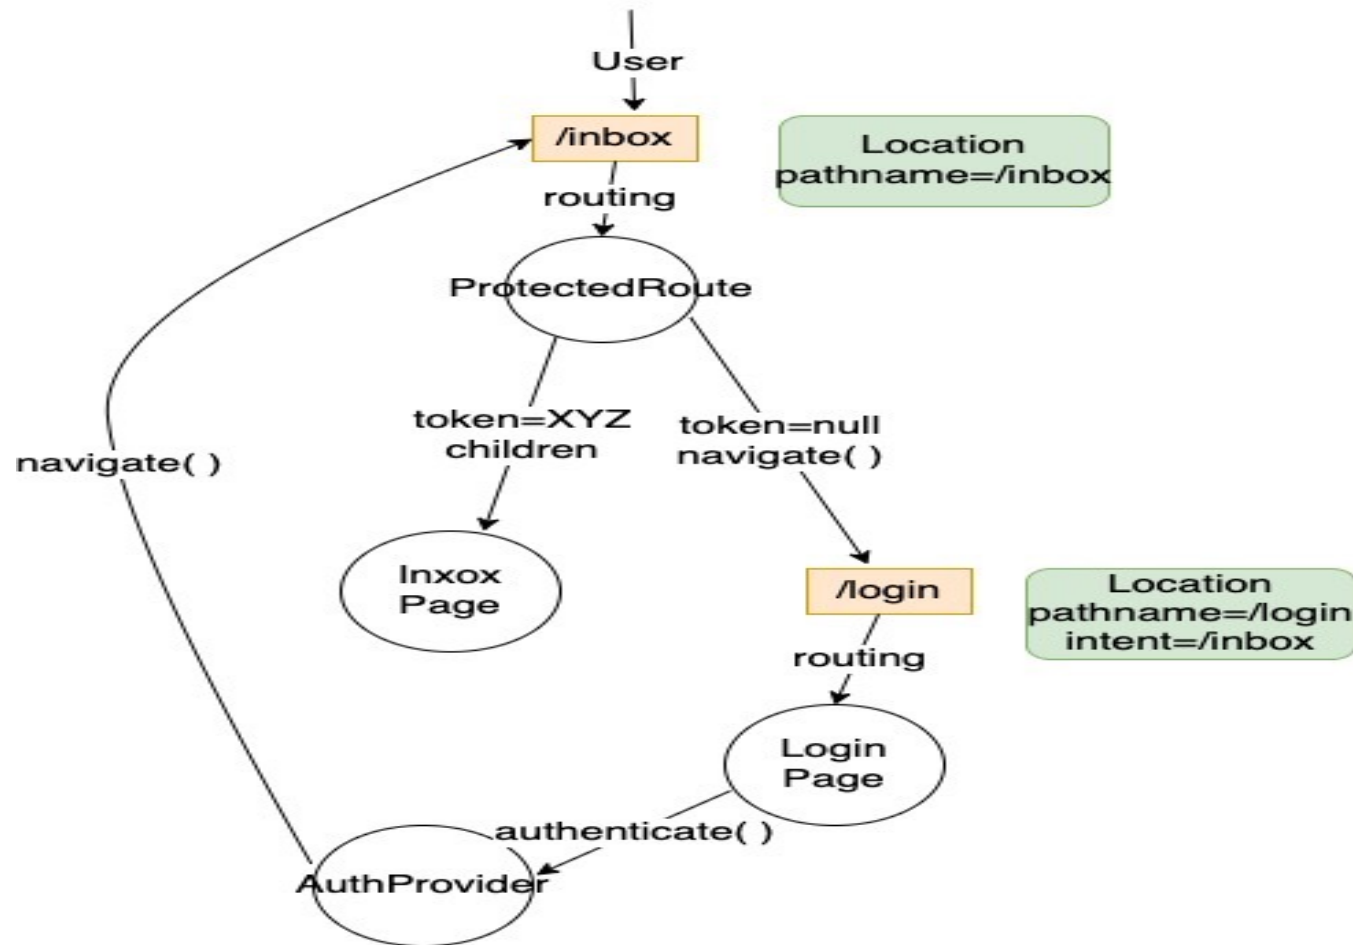 User
/inbox
Location
pathname=/inbox
routing
ProtectedRoute
token=XYZ
children
token=null
navigate( )
navigate( )
Inxox
Page
/login
Location
pathname=/login
intent=/inbox
routing
Login
Page
authenticate( )
AuthProvider